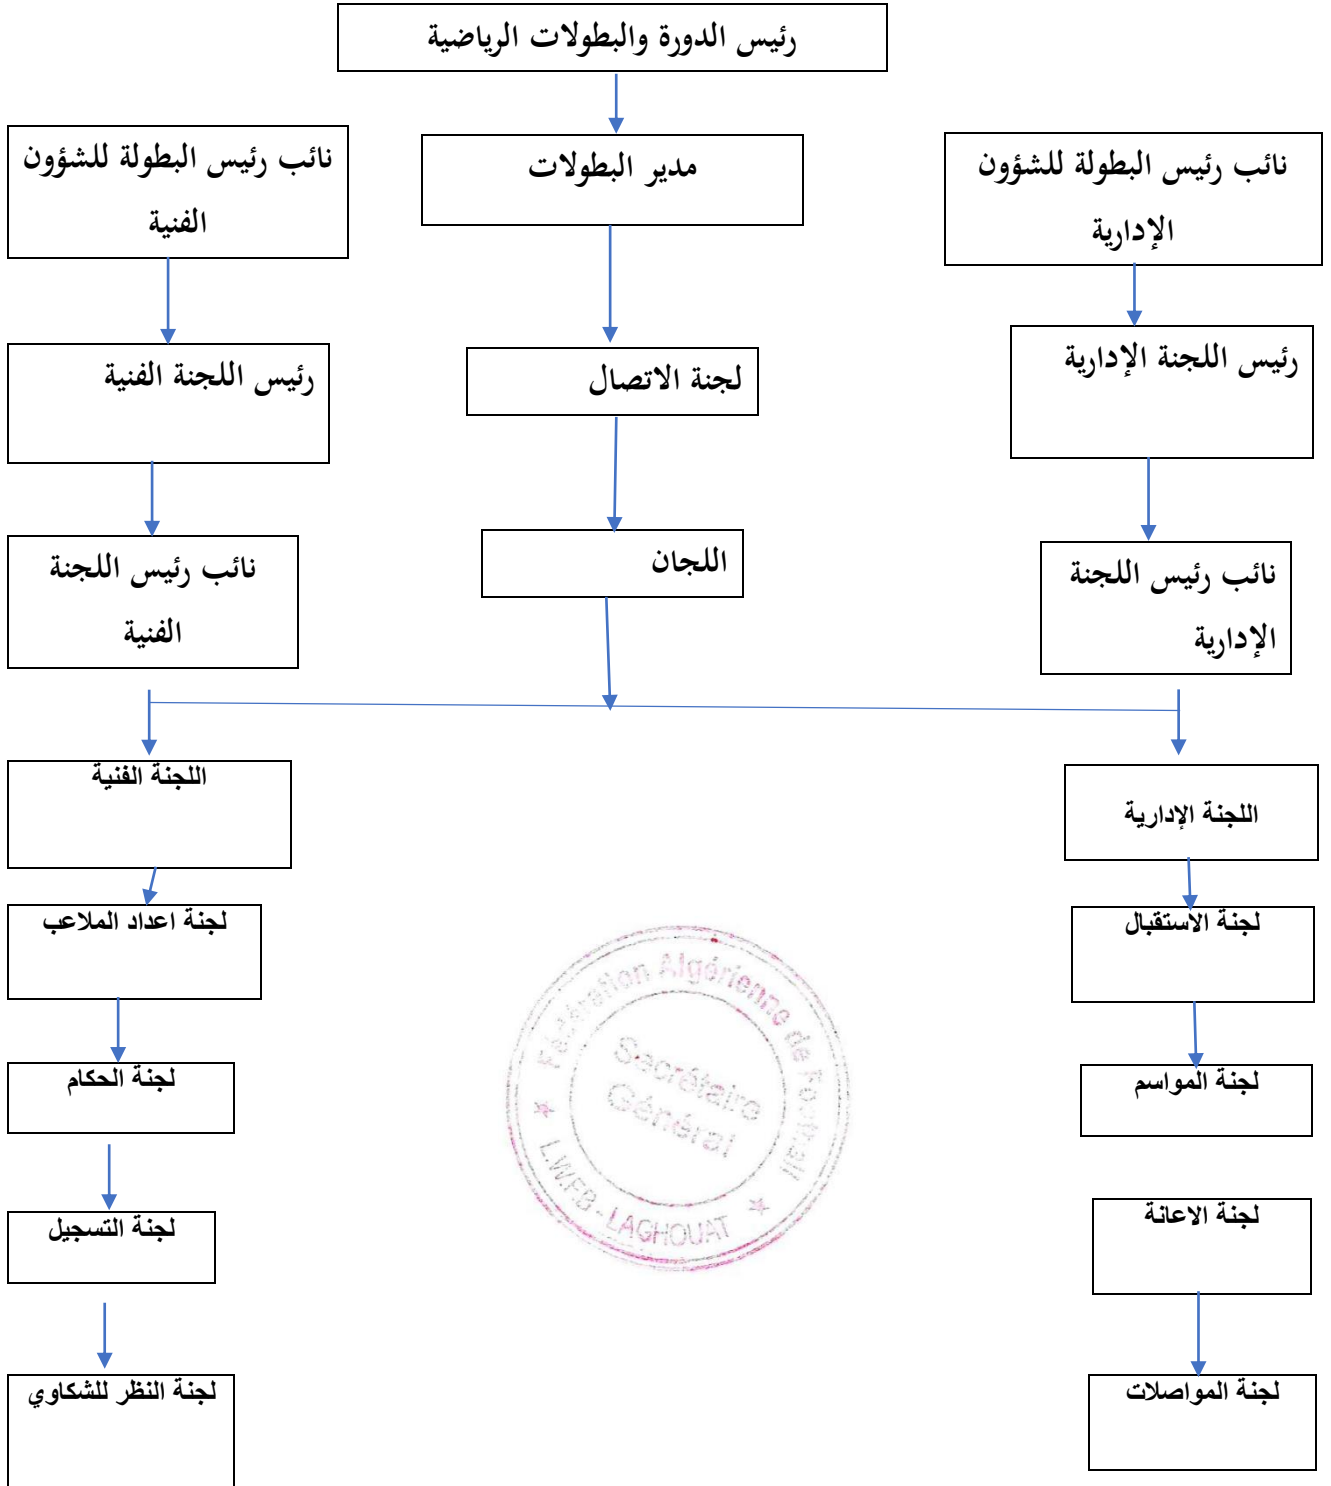 رئيس الدورة والبطولات الرياضية
نائب رئيس البطولة للشؤون
الإدارية
مدير البطولات
نائب رئيس البطولة للشؤون
الفنية
رئيس اللجنة الإدارية
لجنة الاتصال
رئيس اللجنة الفنية
نائب رئيس اللجنة
الإدارية
اللجان
نائب رئيس اللجنة
الفنية
اللجنة الإدارية
اللجنة الفنية
لجنة الاستقبال
لجنة اعداد الملاعب
لجنة المواسم
لجنة الحكام
لجنة الاعانة
لجنة التسجيل
لجنة المواصلات
لجنة النظر للشكاوي
Fédération Algérienne de Football
Secrétaire
Général
L.W.F.B - LAGHOUAT